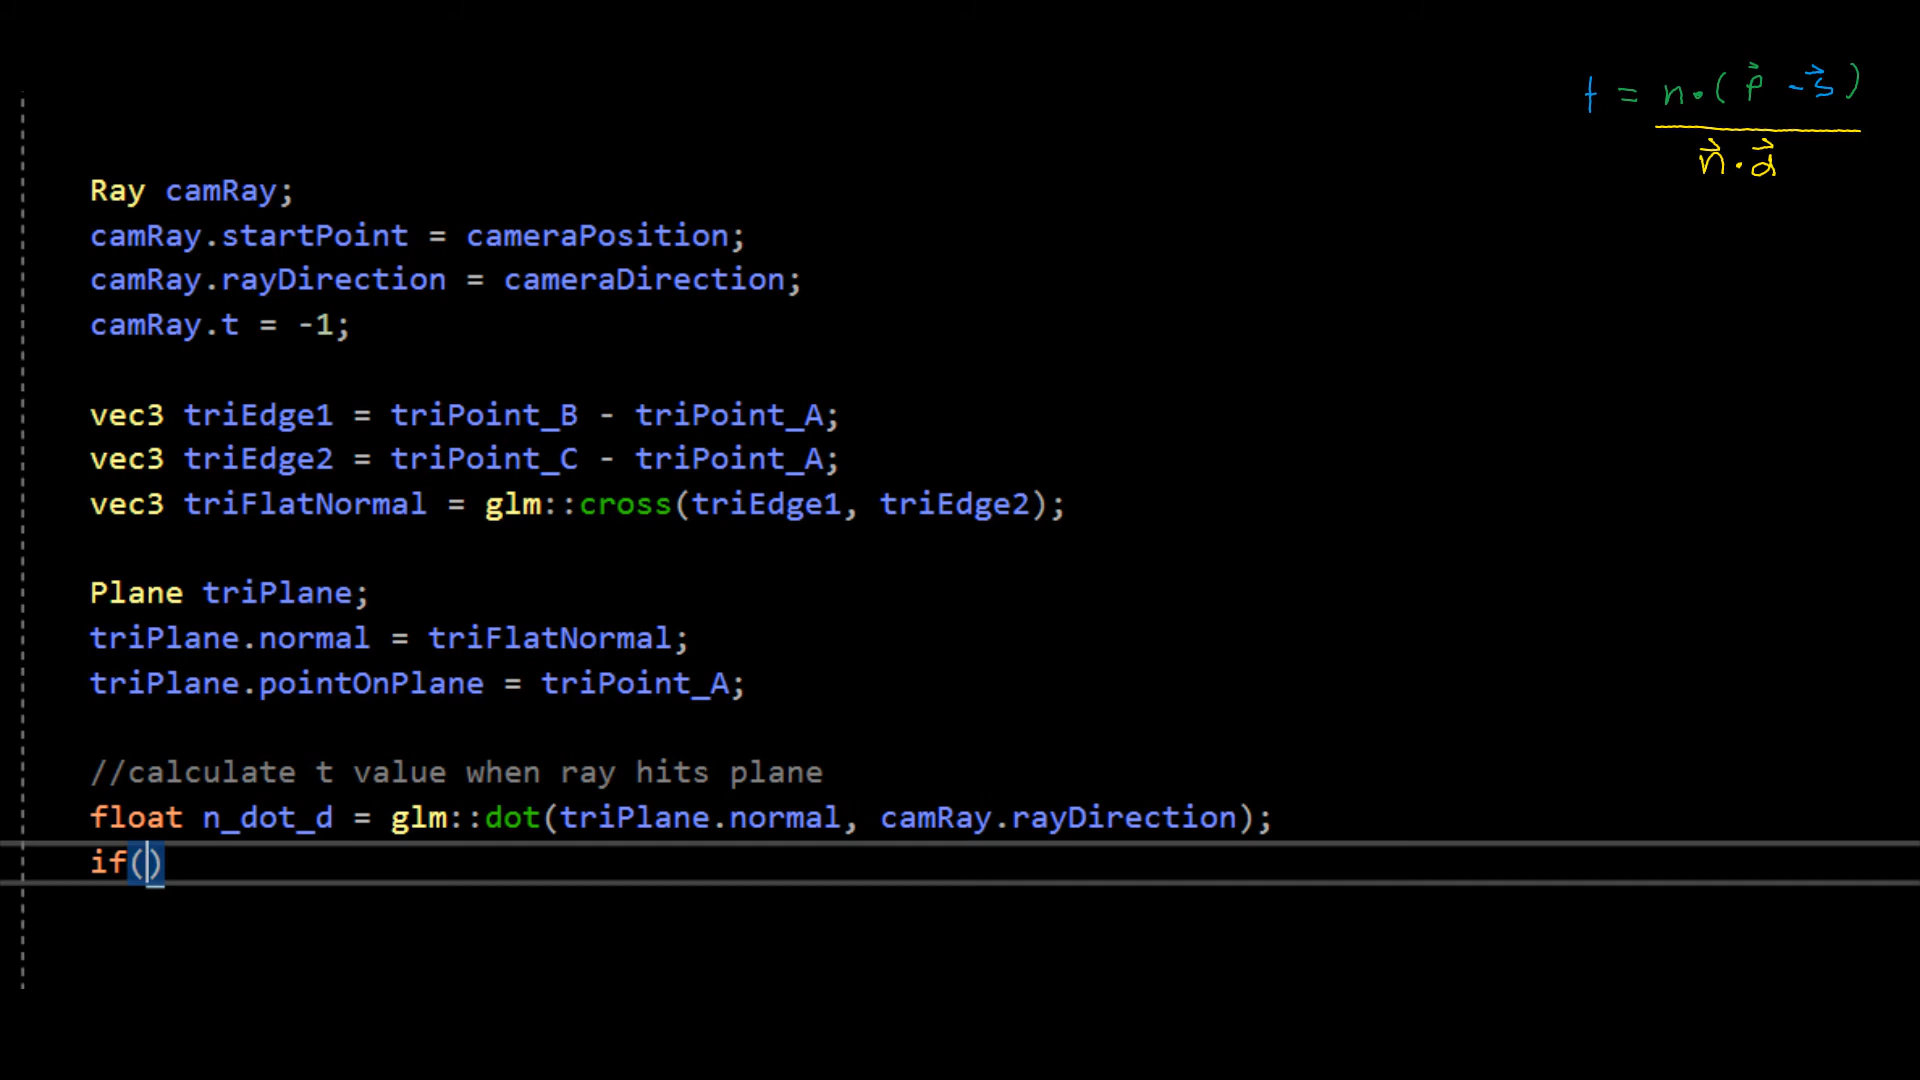 t = n·(p⃗ - s⃗)
n⃗·d⃗
Ray camRay;
camRay.startPoint = cameraPosition;
camRay.rayDirection = cameraDirection;
camRay.t = -1;
vec3 triEdge1 = triPoint_B - triPoint_A;
vec3 triEdge2 = triPoint_C - triPoint_A;
vec3 triFlatNormal = glm::cross(triEdge1, triEdge2);
Plane triPlane;
triPlane.normal = triFlatNormal;
triPlane.pointOnPlane = triPoint_A;
//calculate t value when ray hits plane
float n_dot_d = glm::dot(triPlane.normal, camRay.rayDirection);
if()